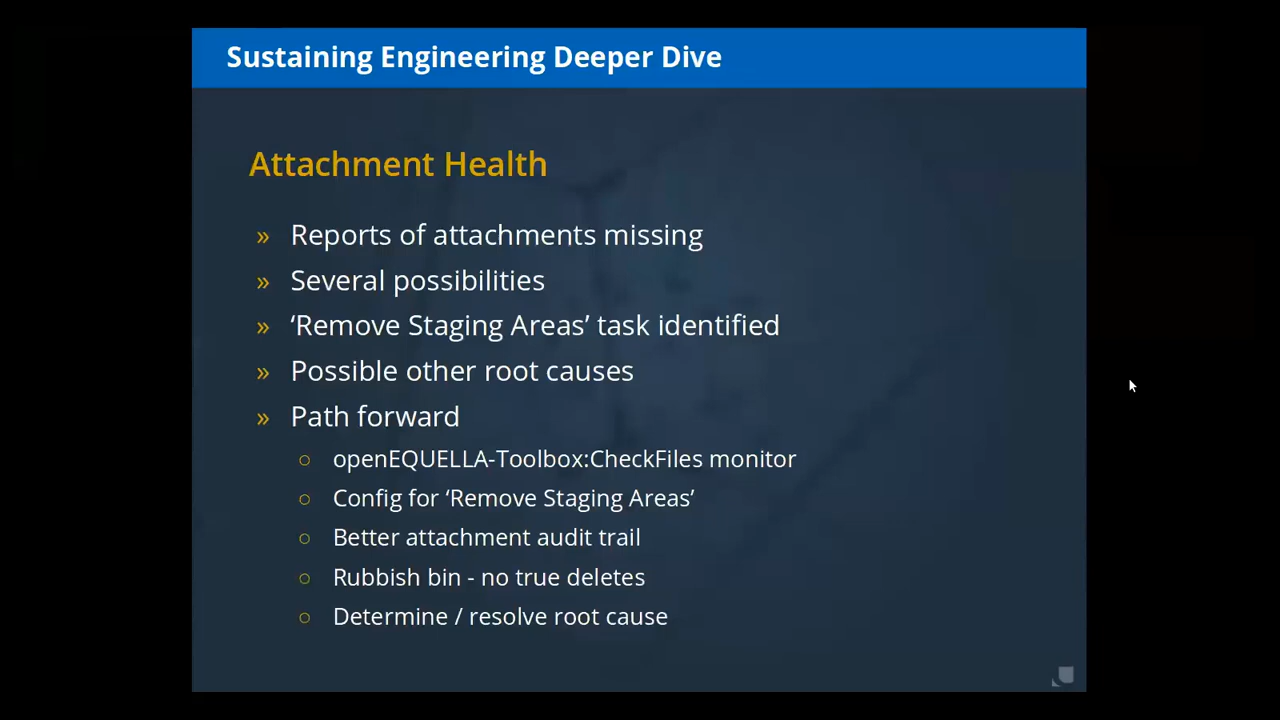 Sustaining Engineering Deeper Dive
Attachment Health
» Reports of attachments missing
» Several possibilities
» ‘Remove Staging Areas’ task identified
» Possible other root causes
» Path forward
○ openEQUELLA-Toolbox:CheckFiles monitor
○ Config for ‘Remove Staging Areas’
○ Better attachment audit trail
○ Rubbish bin - no true deletes
○ Determine / resolve root cause